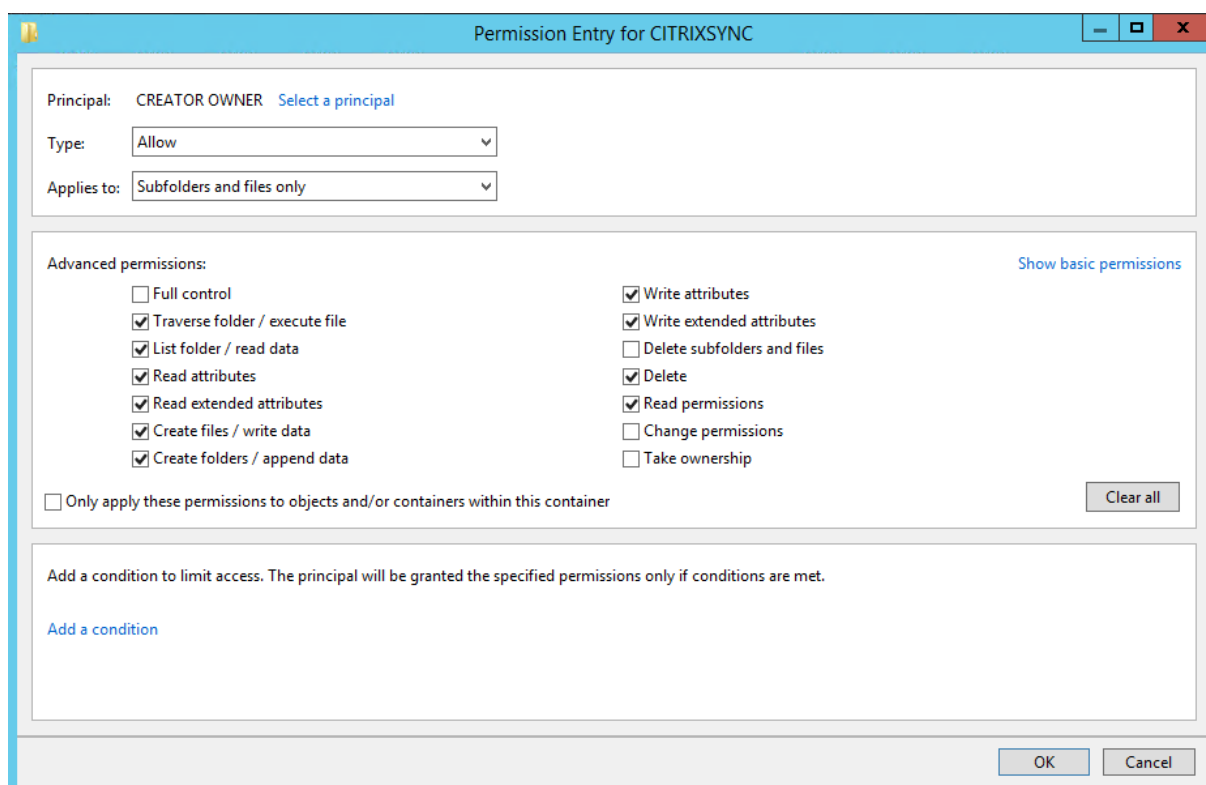 Permission Entry for CITRIXSYNC
Principal: CREATOR OWNER Select a principal
Type: Allow
Applies to: Subfolders and files only
Advanced permissions: Show basic permissions
Full control Write attributes
Traverse folder / execute file Write extended attributes
List folder / read data Delete subfolders and files
Read attributes Delete
Read extended attributes Read permissions
Create files / write data Change permissions
Create folders / append data Take ownership
Only apply these permissions to objects and/or containers within this container Clear all
Add a condition to limit access. The principal will be granted the specified permissions only if conditions are met.
Add a condition
OK Cancel